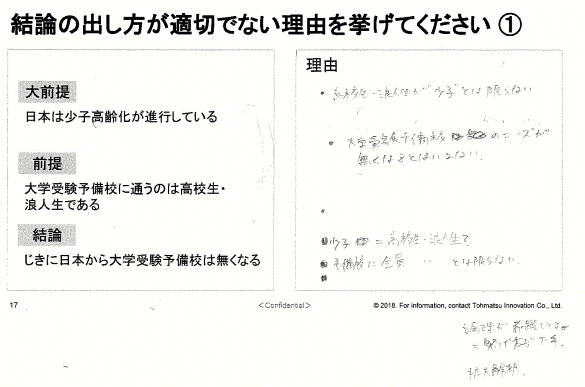 結論の出し方が適切でない理由を挙げてください ①
大前提
日本は少子高齢化が進行している
前提
大学受験予備校に通うのは高校生・
浪人生である
結論
じきに日本から大学受験予備校は無くなる
理由
・高校生・浪人生が"少子"とは限らない
・大学受験予備校 のニーズが
無くなるとはいえない.
少子 = 高校生・浪人生?
予備校に全員 とは限らない.
17
<Confidential>
© 2018. For information, contact Tohmatsu Innovation Co., Ltd.
論理が
拡大解釈.